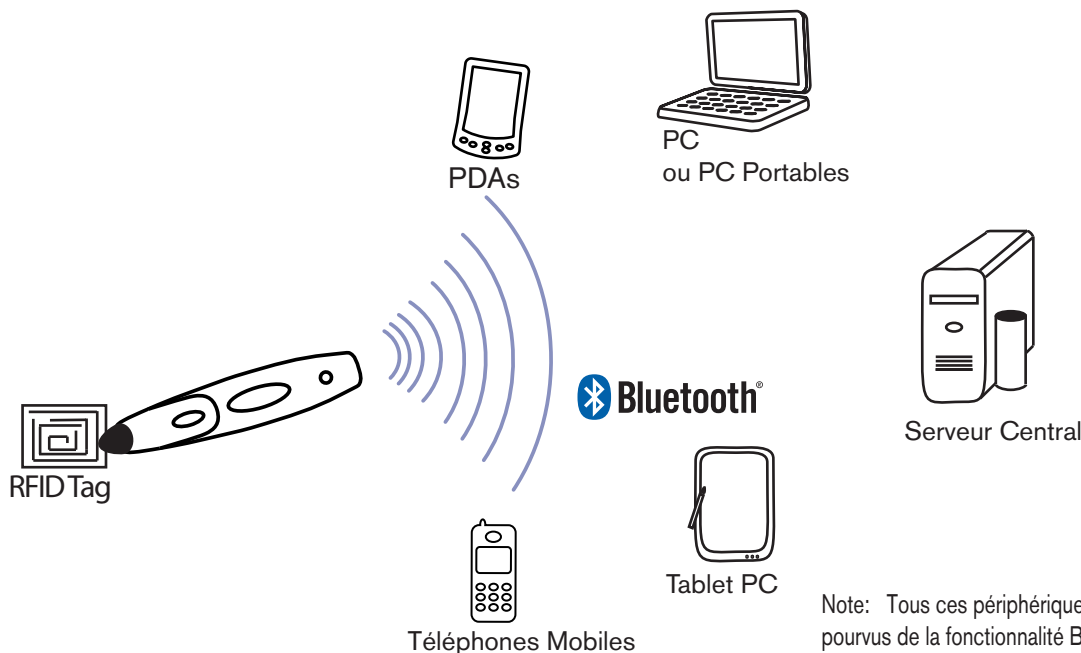 PDAs
PC
ou PC Portables
Bluetooth®
Serveur Central
RFID Tag
Tablet PC
Téléphones Mobiles
Note: Tous ces périphérique
pourvus de la fonctionnalité B